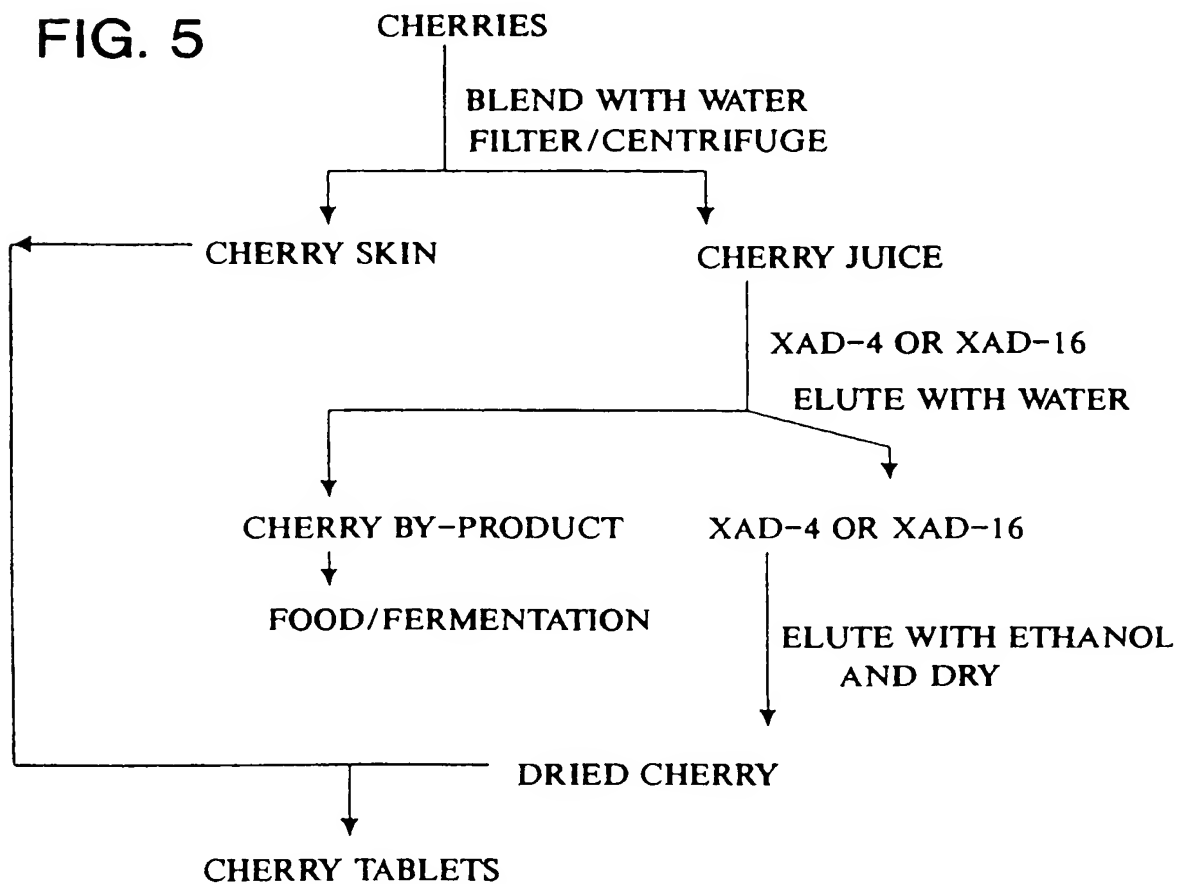 FIG. 5
CHERRIES
BLEND WITH WATER
FILTER/CENTRIFUGE
CHERRY SKIN
CHERRY JUICE
XAD-4 OR XAD-16
ELUTE WITH WATER
CHERRY BY-PRODUCT
XAD-4 OR XAD-16
FOOD/FERMENTATION
ELUTE WITH ETHANOL
AND DRY
DRIED CHERRY
CHERRY TABLETS